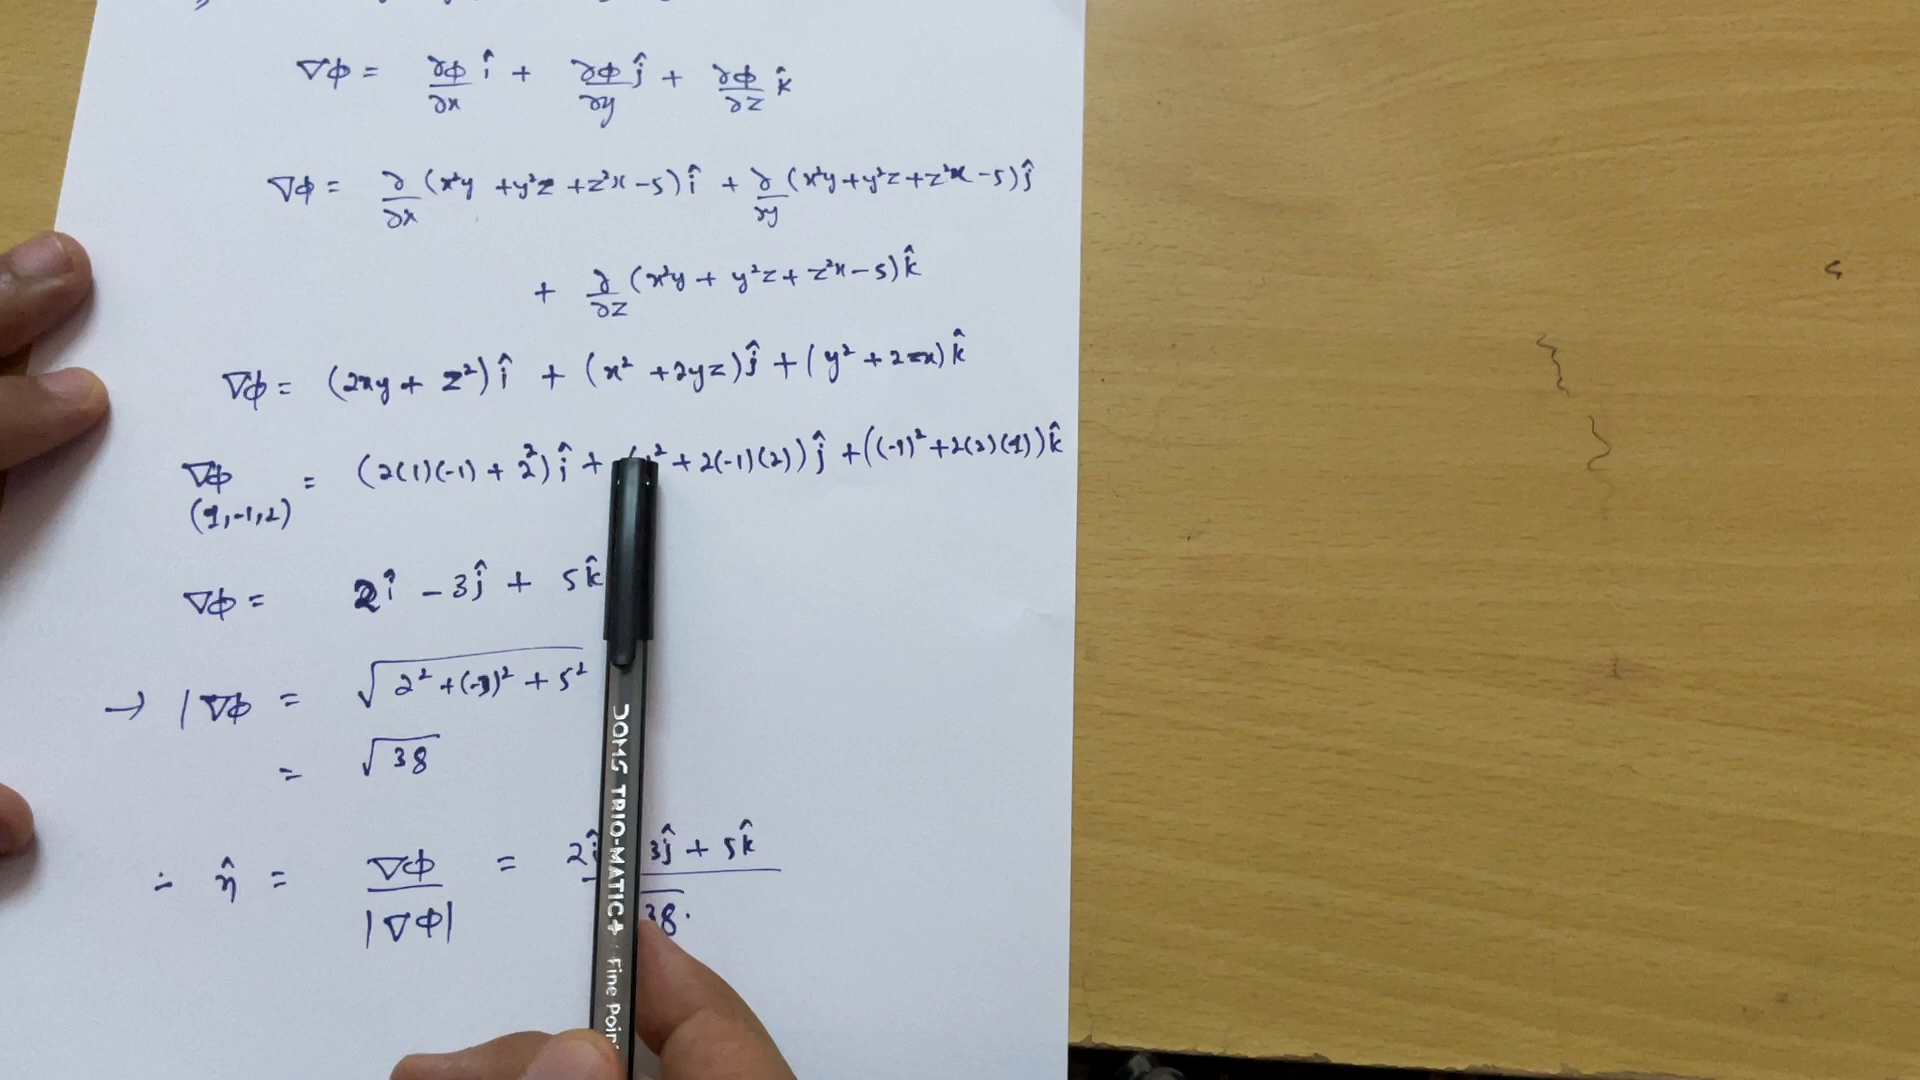 ∇ϕ = ∂ϕ/∂x î + ∂ϕ/∂y ĵ + ∂ϕ/∂z k̂
∇ϕ = ∂/∂x (x²y + y²z + z²x - 5) î + ∂/∂y (x²y + y²z + z²x - 5) ĵ
+ ∂/∂z (x²y + y²z + z²x - 5) k̂
∇ϕ = (2xy + z²) î + (x² + 2yz) ĵ + (y² + 2zx) k̂
∇ϕ (1,-1,2) = (2(1)(-1) + 2²) î + ( ² + 2(-1)(2)) ĵ + ((-1)² + 2(2)(1)) k̂
∇ϕ = 2î - 3ĵ + 5k̂
→ |∇ϕ = √2² + (-3)² + 5²
= √38
∴ n̂ = ∇ϕ/|∇ϕ| = 2î 3ĵ + 5k̂ / 38.
DOMS TRIO-MATIC+ Fine Poin